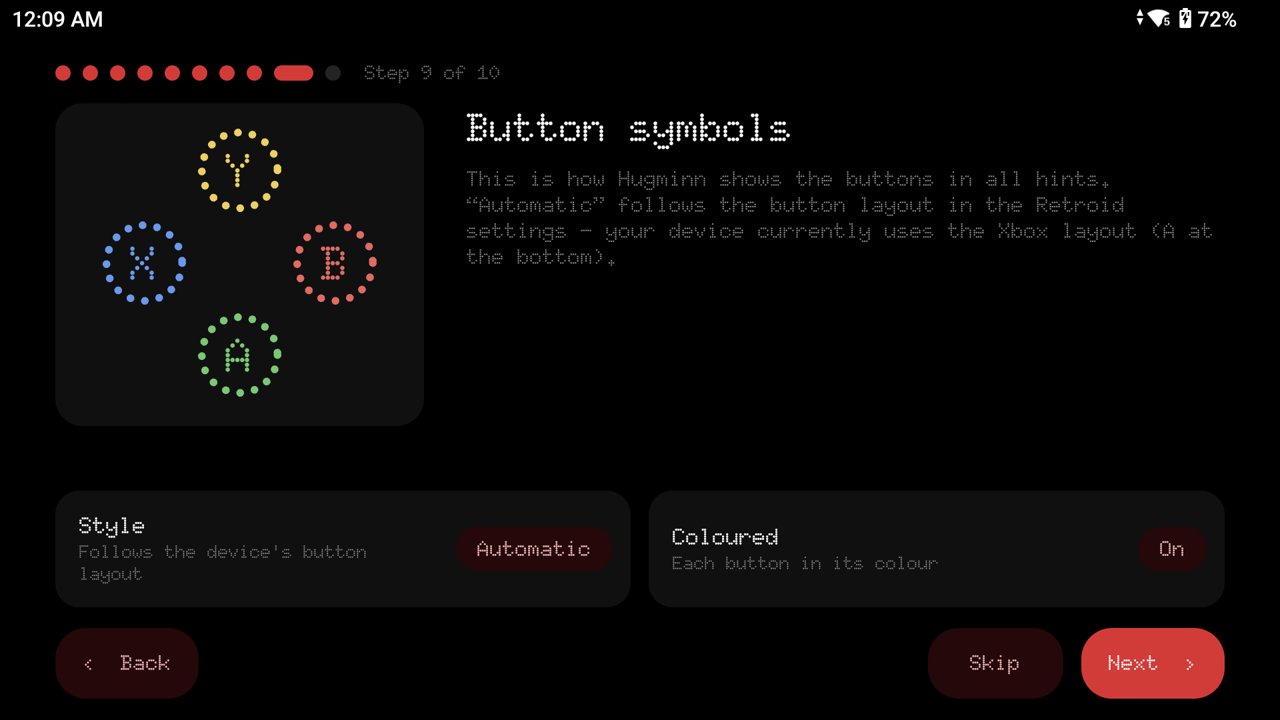 12:09 AM
5
72%
Step 9 of 10
Y
X
B
A
Button symbols
This is how Hugminn shows the buttons in all hints.
“Automatic” follows the button layout in the Retroid
settings – your device currently uses the Xbox layout (A at
the bottom).
Style
Follows the device's button
layout
Automatic
Coloured
Each button in its colour
On
‹ Back
Skip
Next ›